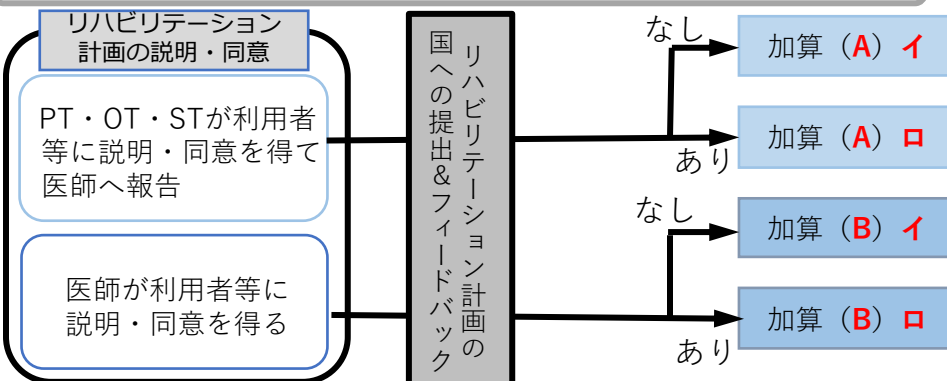 リハビリテーション
計画の説明・同意
PT・OT・STが利用者
等に説明・同意を得て
医師へ報告
医師が利用者等に
説明・同意を得る
リハビリテーション計画の
国への提出&フィードバック
なし
加算（A）イ
あり
加算（A）ロ
なし
加算（B）イ
あり
加算（B）ロ